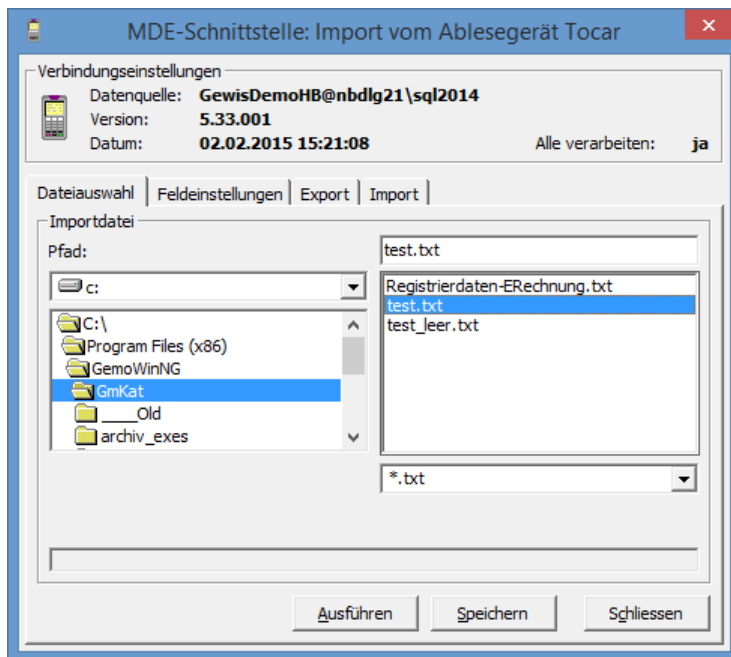 MDE-Schnittstelle: Import vom Ablesegerät Tocar
Verbindungseinstellungen
Datenquelle: GewisDemoHB@nbdlg21\sql2014
Version: 5.33.001
Datum: 02.02.2015 15:21:08 Alle verarbeiten: ja
Dateiauswahl Feldeinstellungen Export Import
Importdatei
Pfad:
test.txt
c:
Registrierdaten-ERechnung.txt
test.txt
test_leer.txt
C:\
Program Files (x86)
GemoWinNG
GmKat
____Old
archiv_exes
*.txt
Ausführen Speichern Schliessen